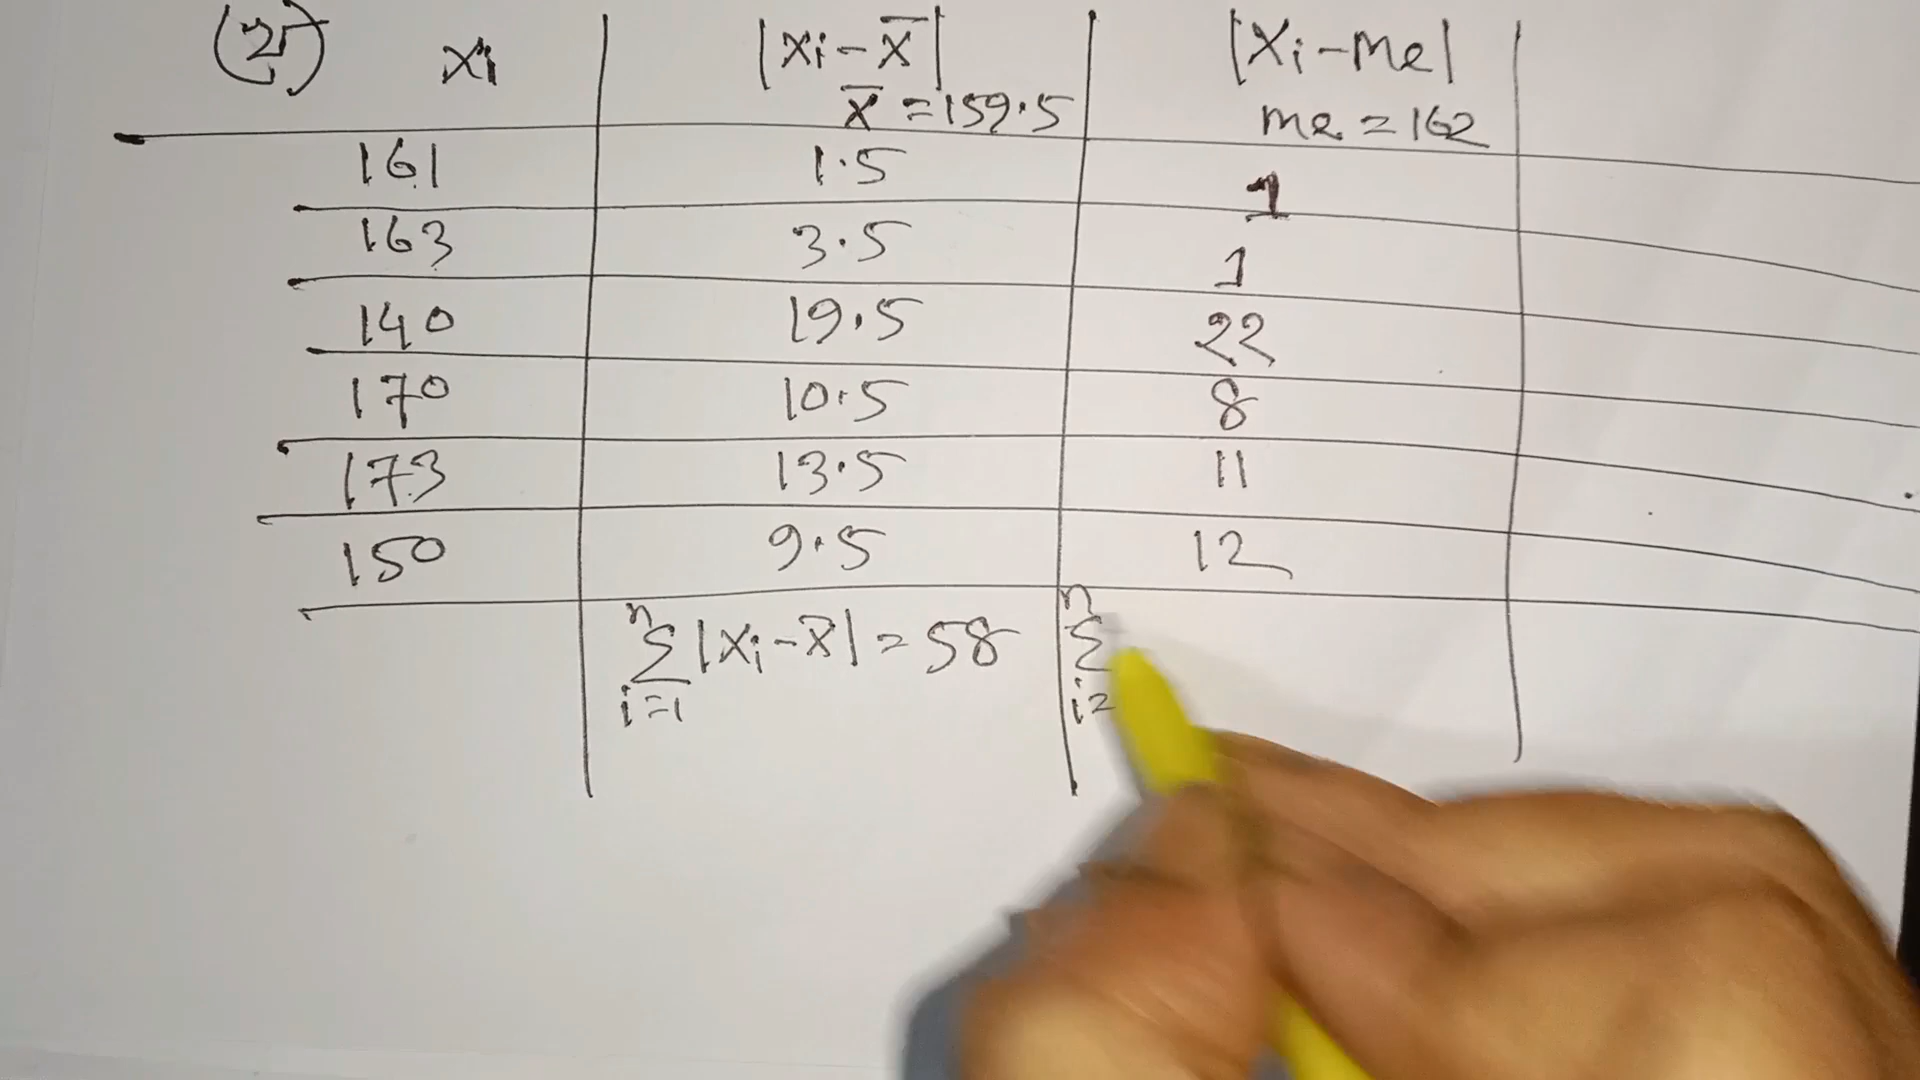 (2) xi |xi-x̅| |xi-me|
x̅=159.5 me=162
161 1.5 1
163 3.5 1
140 19.5 22
170 10.5 8
173 13.5 11
150 9.5 12
n n
Σ|xi-x̅|=58 Σ
i=1 i=